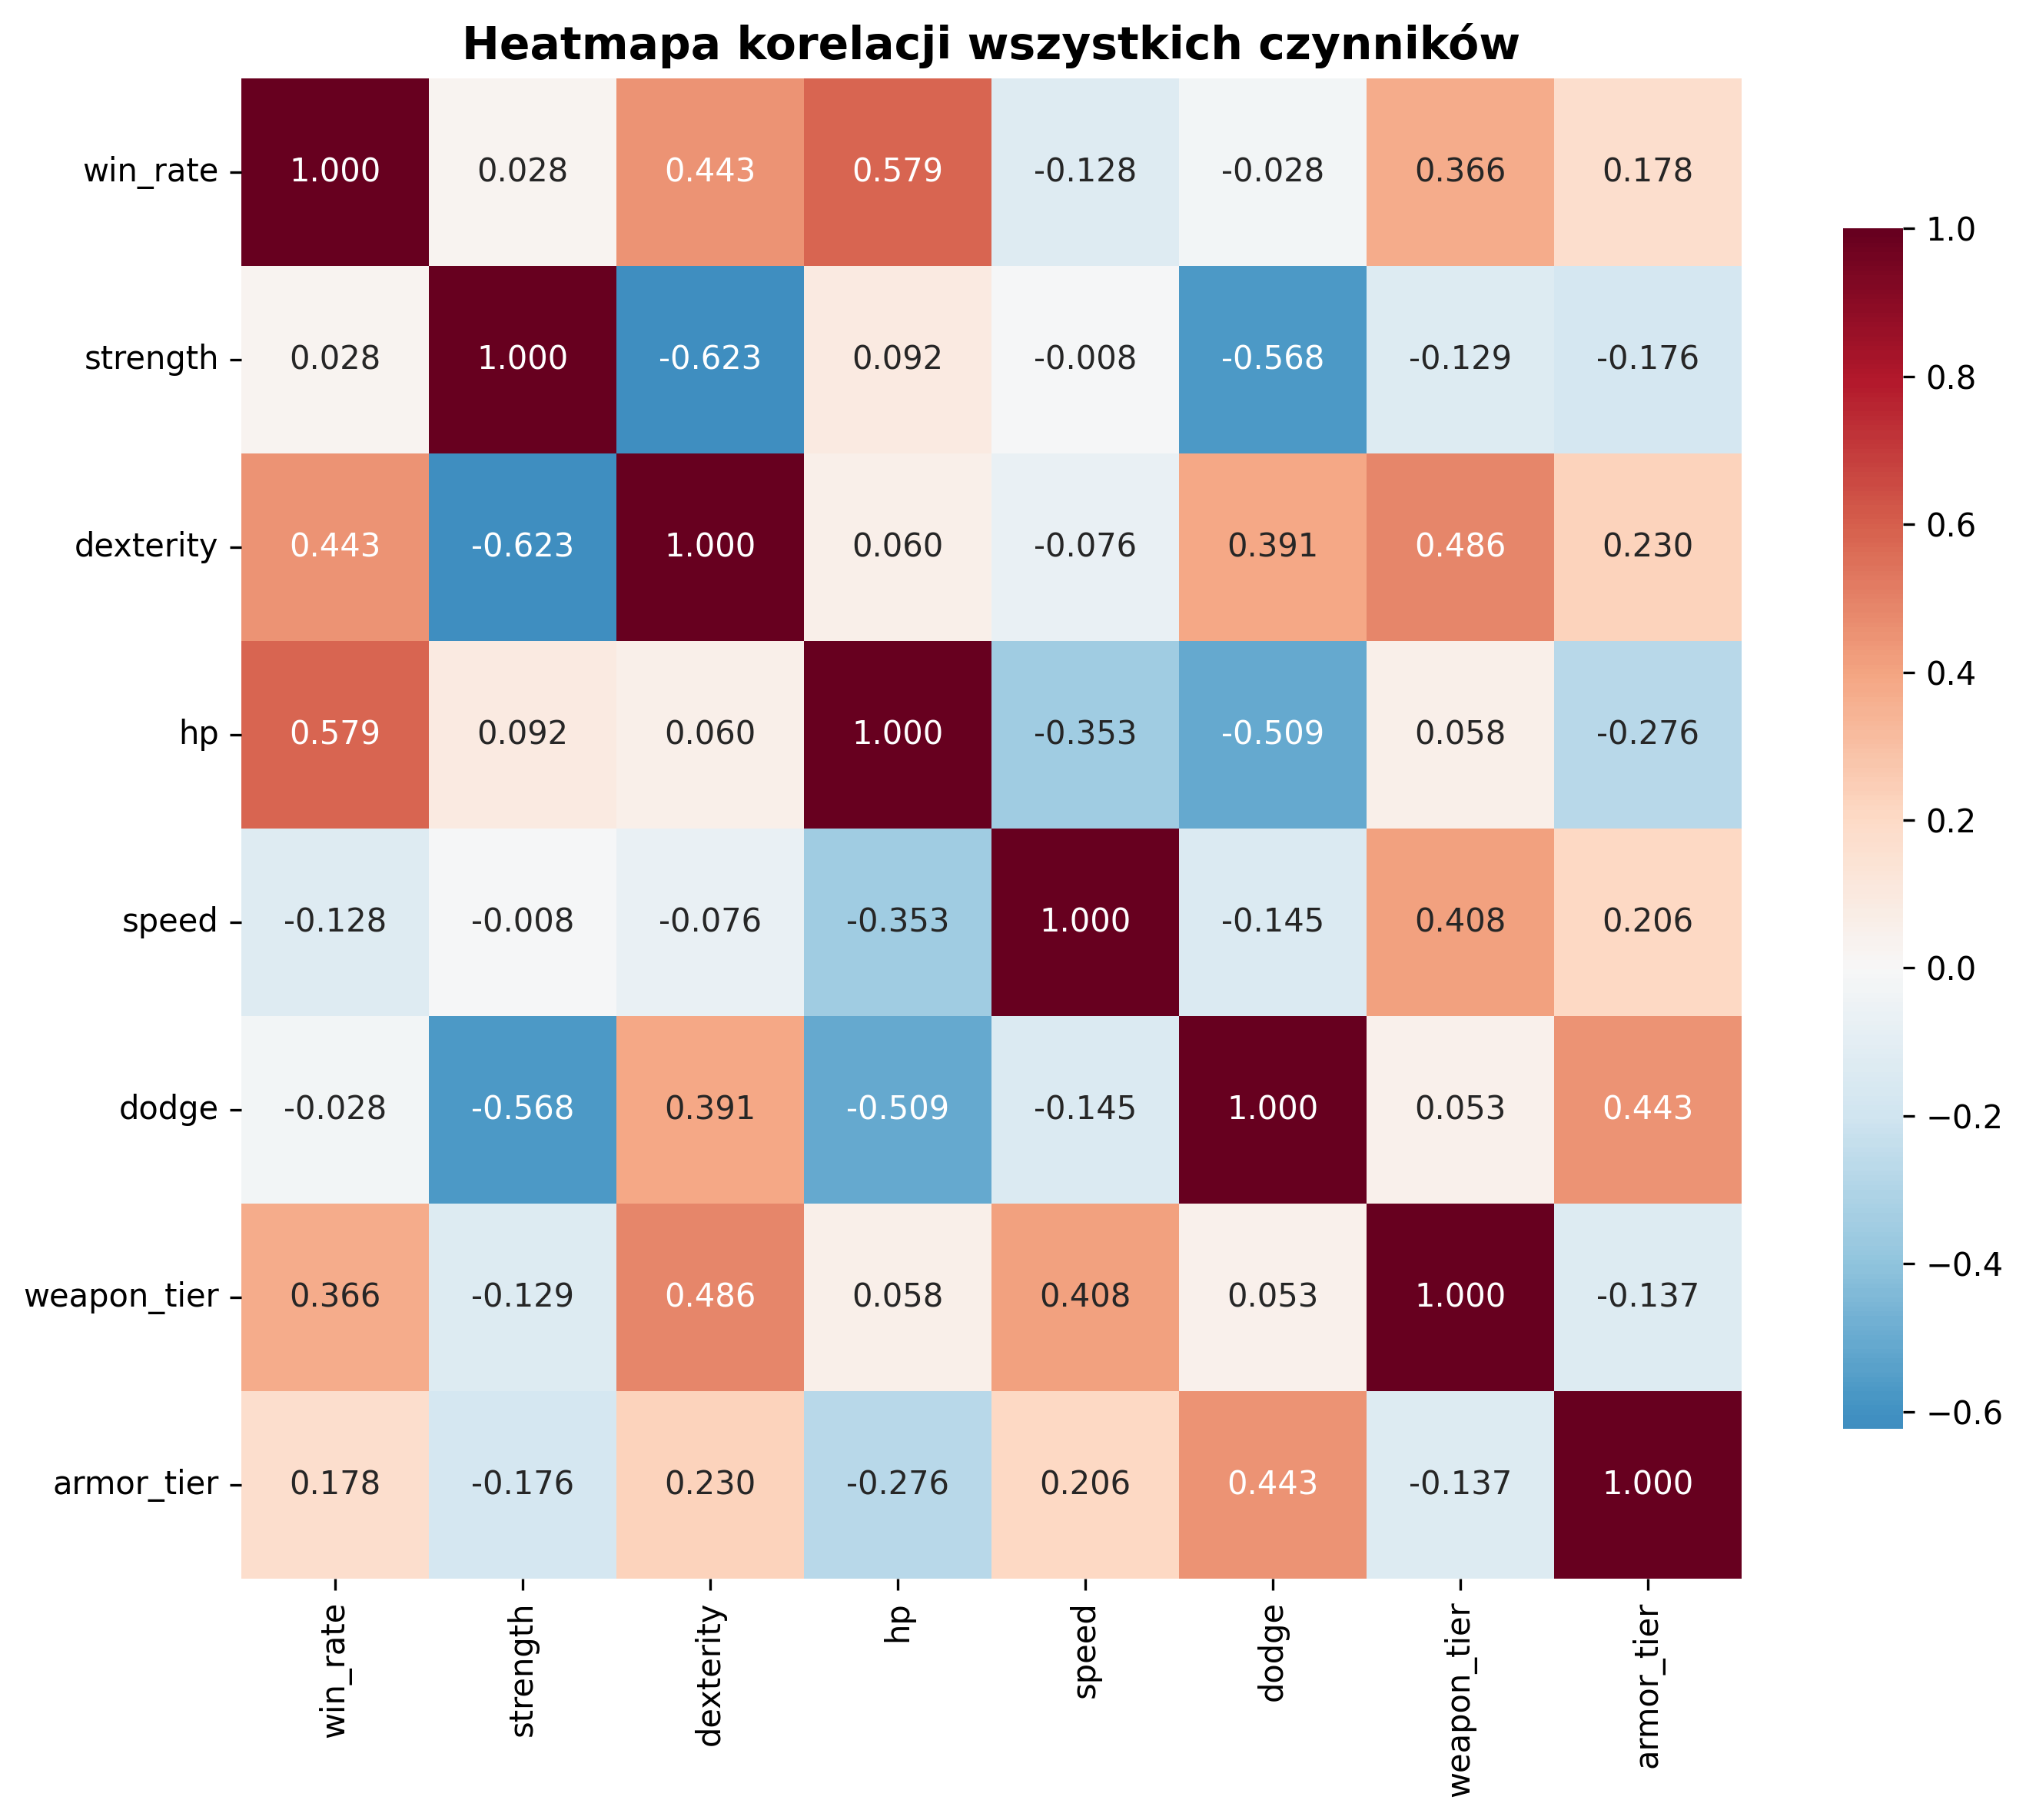 Heatmapa korelacji wszystkich czynników
win_rate 1.000 0.028 0.443 0.579 -0.128 -0.028 0.366 0.178
strength 0.028 1.000 -0.623 0.092 -0.008 -0.568 -0.129 -0.176
dexterity 0.443 -0.623 1.000 0.060 -0.076 0.391 0.486 0.230
hp 0.579 0.092 0.060 1.000 -0.353 -0.509 0.058 -0.276
speed -0.128 -0.008 -0.076 -0.353 1.000 -0.145 0.408 0.206
dodge -0.028 -0.568 0.391 -0.509 -0.145 1.000 0.053 0.443
weapon_tier 0.366 -0.129 0.486 0.058 0.408 0.053 1.000 -0.137
armor_tier 0.178 -0.176 0.230 -0.276 0.206 0.443 -0.137 1.000
win_rate
strength
dexterity
hp
speed
dodge
weapon_tier
armor_tier
1.0
0.8
0.6
0.4
0.2
0.0
−0.2
−0.4
−0.6